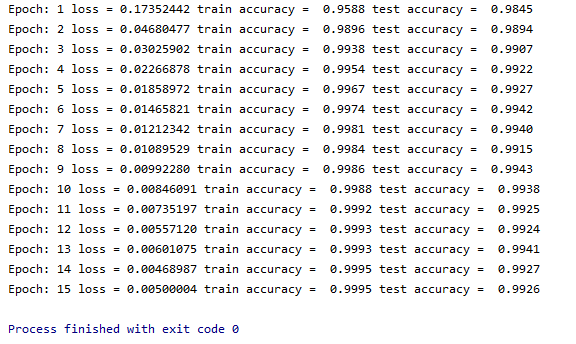 Epoch: 1 loss = 0.17352442 train accuracy =  0.9588 test accuracy =  0.9845
Epoch: 2 loss = 0.04680477 train accuracy =  0.9896 test accuracy =  0.9894
Epoch: 3 loss = 0.03025902 train accuracy =  0.9938 test accuracy =  0.9907
Epoch: 4 loss = 0.02266878 train accuracy =  0.9954 test accuracy =  0.9922
Epoch: 5 loss = 0.01858972 train accuracy =  0.9967 test accuracy =  0.9927
Epoch: 6 loss = 0.01465821 train accuracy =  0.9974 test accuracy =  0.9942
Epoch: 7 loss = 0.01212342 train accuracy =  0.9981 test accuracy =  0.9940
Epoch: 8 loss = 0.01089529 train accuracy =  0.9984 test accuracy =  0.9915
Epoch: 9 loss = 0.00992280 train accuracy =  0.9986 test accuracy =  0.9943
Epoch: 10 loss = 0.00846091 train accuracy =  0.9988 test accuracy =  0.9938
Epoch: 11 loss = 0.00735197 train accuracy =  0.9992 test accuracy =  0.9925
Epoch: 12 loss = 0.00557120 train accuracy =  0.9993 test accuracy =  0.9924
Epoch: 13 loss = 0.00601075 train accuracy =  0.9993 test accuracy =  0.9941
Epoch: 14 loss = 0.00468987 train accuracy =  0.9995 test accuracy =  0.9927
Epoch: 15 loss = 0.00500004 train accuracy =  0.9995 test accuracy =  0.9926
Process finished with exit code 0